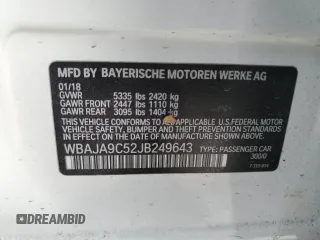 MFD BY BAYERISCHE MOTOREN WERKE AG
01/18
GVWR 5335 lbs 2420 kg
GAWR FRONT 2447 lbs 1110 kg
GAWR REAR 3095 lbs 1404 kg
THIS VEHICLE CONFORMS TO ALL APPLICABLE U.S. FEDERAL MOTOR
VEHICLE SAFETY, BUMPER, AND THEFT PREVENTION STANDARDS IN
EFFECT ON THE DATE OF MANUFACTURE SHOWN ABOVE.
WBAJA9C52JB249643 TYPE: PASSENGER CAR
300/0
DREAMBID